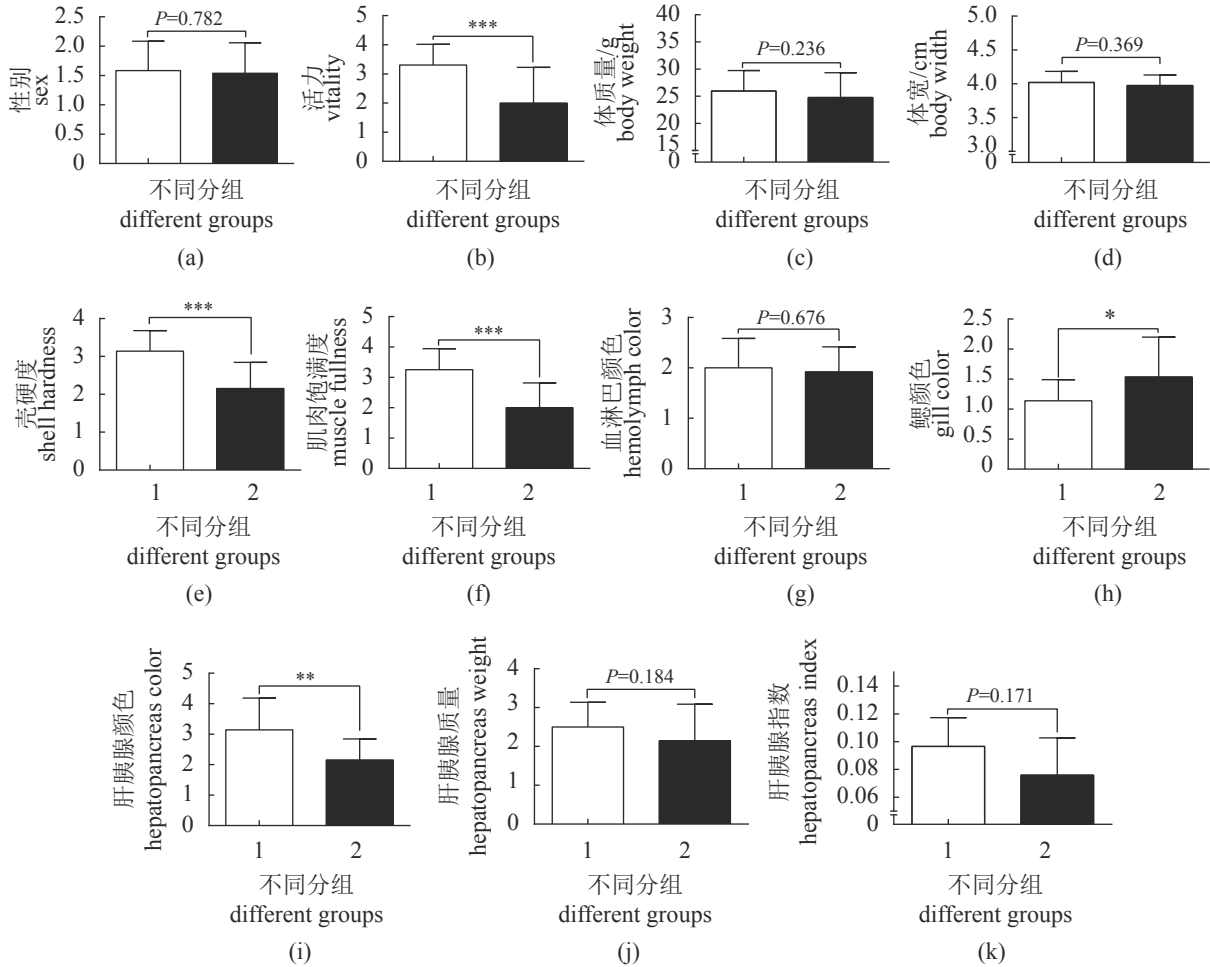 性别
sex
2.5
2.0
1.5
1.0
0.5
0
P=0.782
不同分组
different groups
(a)
活力
vitality
5
4
3
2
1
0
***
不同分组
different groups
(b)
体质量/g
body weight
35
30
25
20
15
10
0
P=0.236
不同分组
different groups
(c)
体宽/cm
body width
5.0
4.5
4.0
3.5
3.0
0
P=0.369
不同分组
different groups
(d)
壳硬度
shell hardness
4
3
2
1
0
***
1 2
不同分组
different groups
(e)
肌肉饱满度
muscle fullness
5
4
3
2
1
0
***
1 2
不同分组
different groups
(f)
血淋巴颜色
hemolymph color
3
2
2
1
0
P=0.676
1 2
不同分组
different groups
(g)
鳃颜色
gill color
2.5
2.0
1.5
1.0
0.5
0
*
1 2
不同分组
different groups
(h)
肝胰腺颜色
hepatopancreas color
5
4
3
2
1
0
**
1 2
不同分组
different groups
(i)
肝胰腺质量
hepatopancreas weight
4
3
2
2
1
0
P=0.184
1 2
不同分组
different groups
(j)
肝胰腺指数
hepatopancreas index
0.14
0.12
0.10
0.08
0.06
0
P=0.171
1 2
不同分组
different groups
(k)